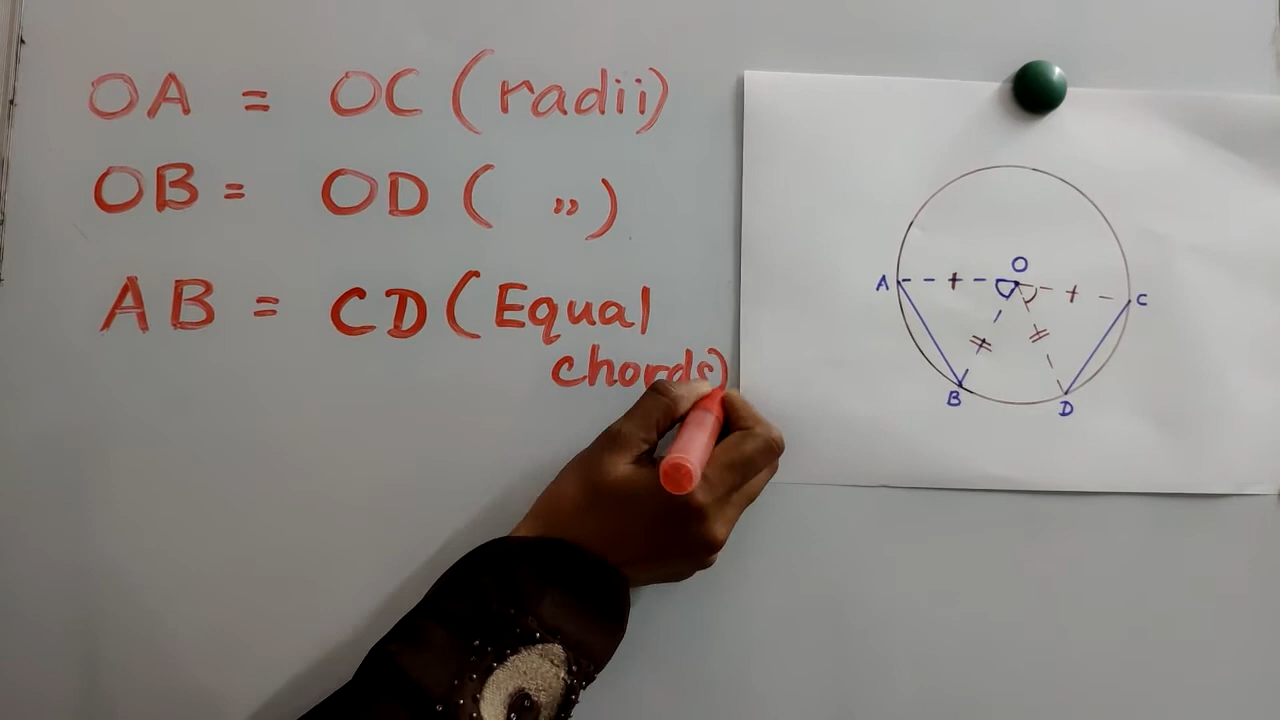 OA = OC (radii)
OB = OD ( ,, )
AB = CD (Equal
chords)
O
A
C
B
D